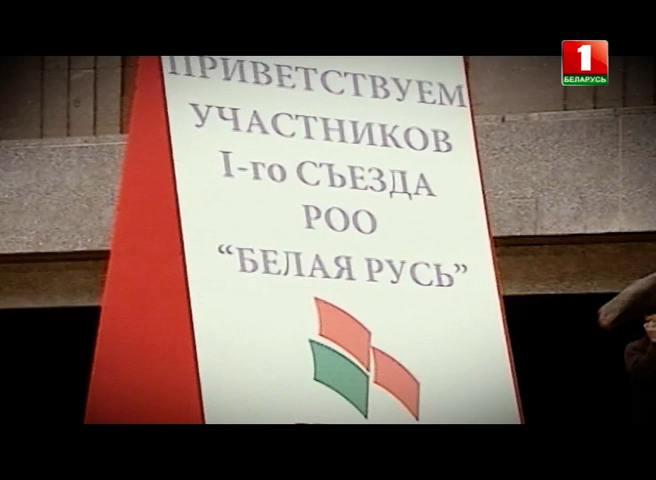 ПРИВЕТСТВУЕМ
УЧАСТНИКОВ
I-го СЪЕЗДА
РОО
“БЕЛАЯ РУСЬ”
1
БЕЛАРУСЬ